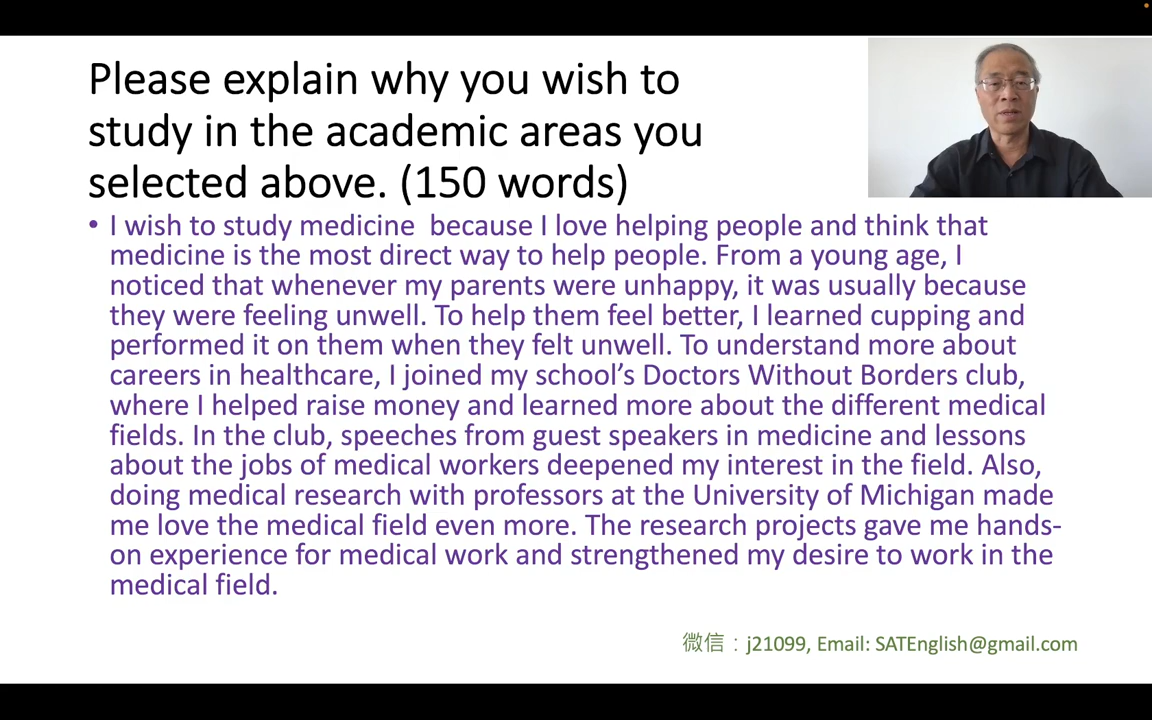 Please explain why you wish to
study in the academic areas you
selected above. (150 words)
• I wish to study medicine  because I love helping people and think that
medicine is the most direct way to help people. From a young age, I
noticed that whenever my parents were unhappy, it was usually because
they were feeling unwell. To help them feel better, I learned cupping and
performed it on them when they felt unwell. To understand more about
careers in healthcare, I joined my school’s Doctors Without Borders club,
where I helped raise money and learned more about the different medical
fields. In the club, speeches from guest speakers in medicine and lessons
about the jobs of medical workers deepened my interest in the field. Also,
doing medical research with professors at the University of Michigan made
me love the medical field even more. The research projects gave me hands-
on experience for medical work and strengthened my desire to work in the
medical field.
微信：j21099, Email: SATEnglish@gmail.com